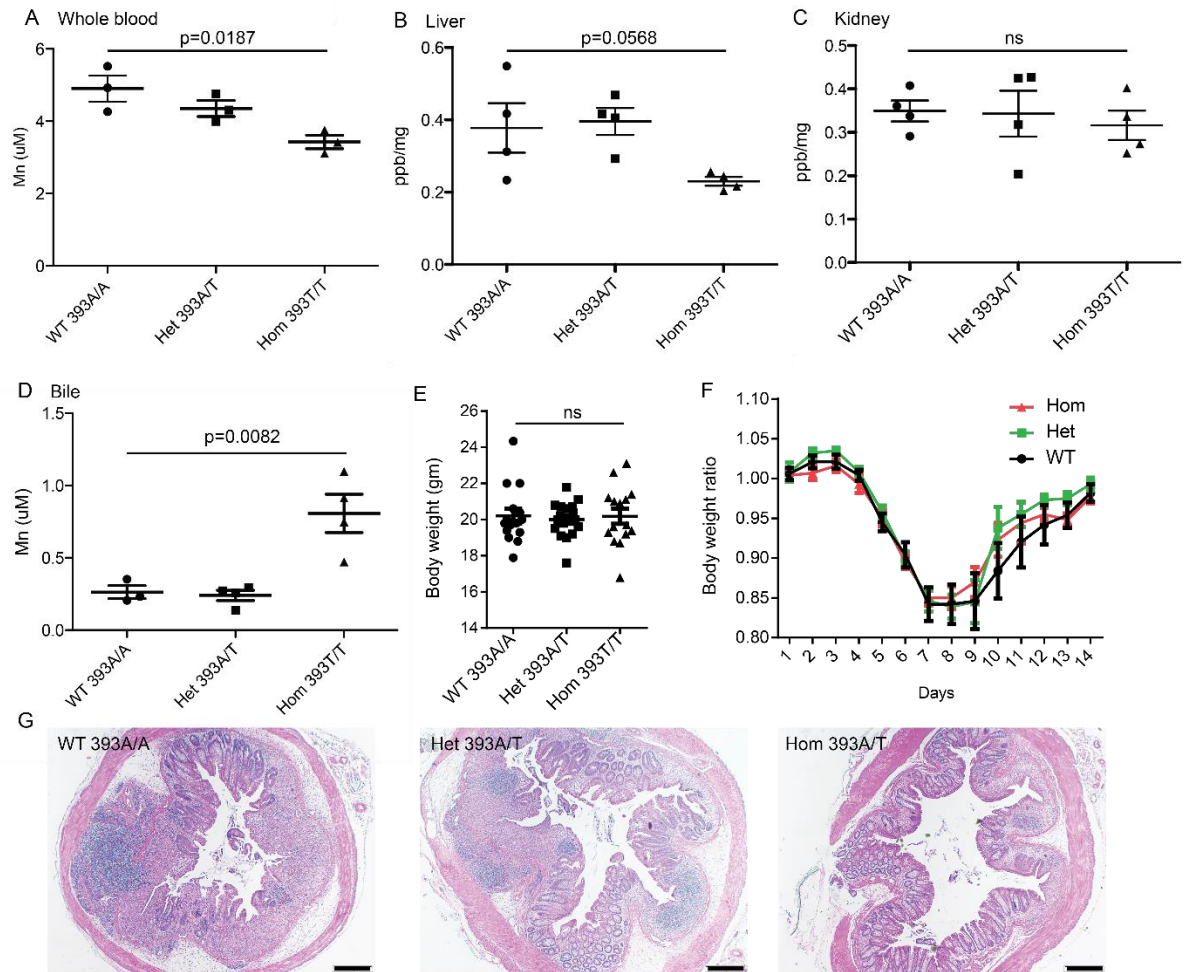 A Whole blood
p=0.0187
Mn (uM)
6
4
2
0
WT 393A/A
Het 393A/T
Hom 393T/T
B Liver
p=0.0568
ppb/mg
0.6
0.4
0.2
0.0
WT 393A/A
Het 393A/T
Hom 393T/T
C Kidney
ns
ppb/mg
0.5
0.4
0.3
0.2
0.1
0.0
WT 393A/A
Het 393A/T
Hom 393T/T
D Bile
p=0.0082
Mn (uM)
1.5
1.0
0.5
0.0
WT 393A/A
Het 393A/T
Hom 393T/T
E
ns
Body weight (gm)
26
24
22
20
18
16
14
WT 393A/A
Het 393A/T
Hom 393T/T
F
Hom
Het
WT
Body weight ratio
1.10
1.05
1.00
0.95
0.90
0.85
0.80
1 2 3 4 5 6 7 8 9 10 11 12 13 14
Days
G
WT 393A/A
Het 393A/T
Hom 393A/T